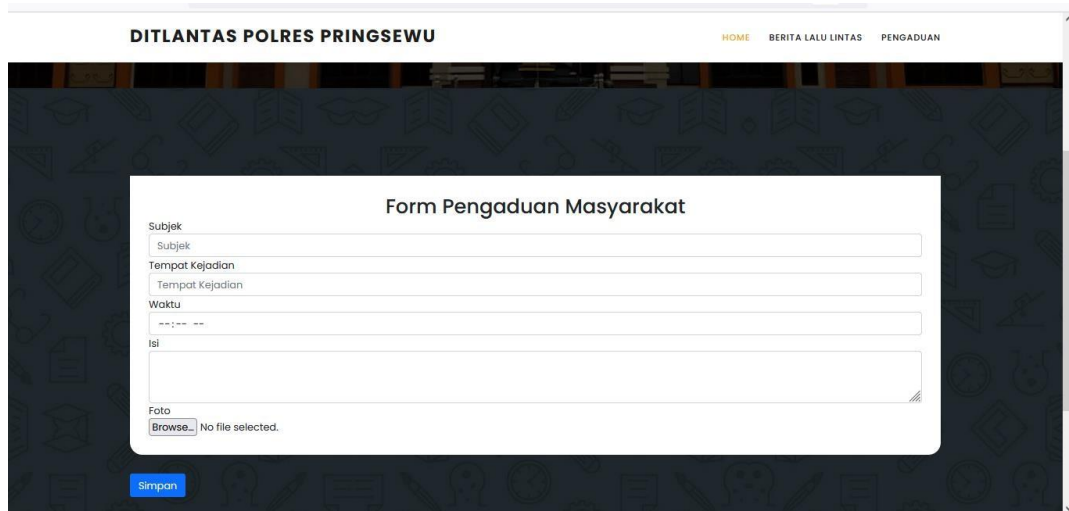 DITLANTAS POLRES PRINGSEWU
HOME BERITA LALU LINTAS PENGADUAN
Form Pengaduan Masyarakat
Subjek
Subjek
Tempat Kejadian
Tempat Kejadian
Waktu
--:-- --
Isi
Foto
Browse... No file selected.
Simpan